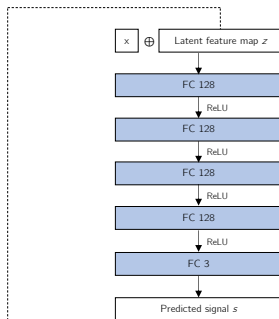 x ⊕ Latent feature map z
FC 128
ReLU
FC 128
ReLU
FC 128
ReLU
FC 128
ReLU
FC 3
Predicted signal s